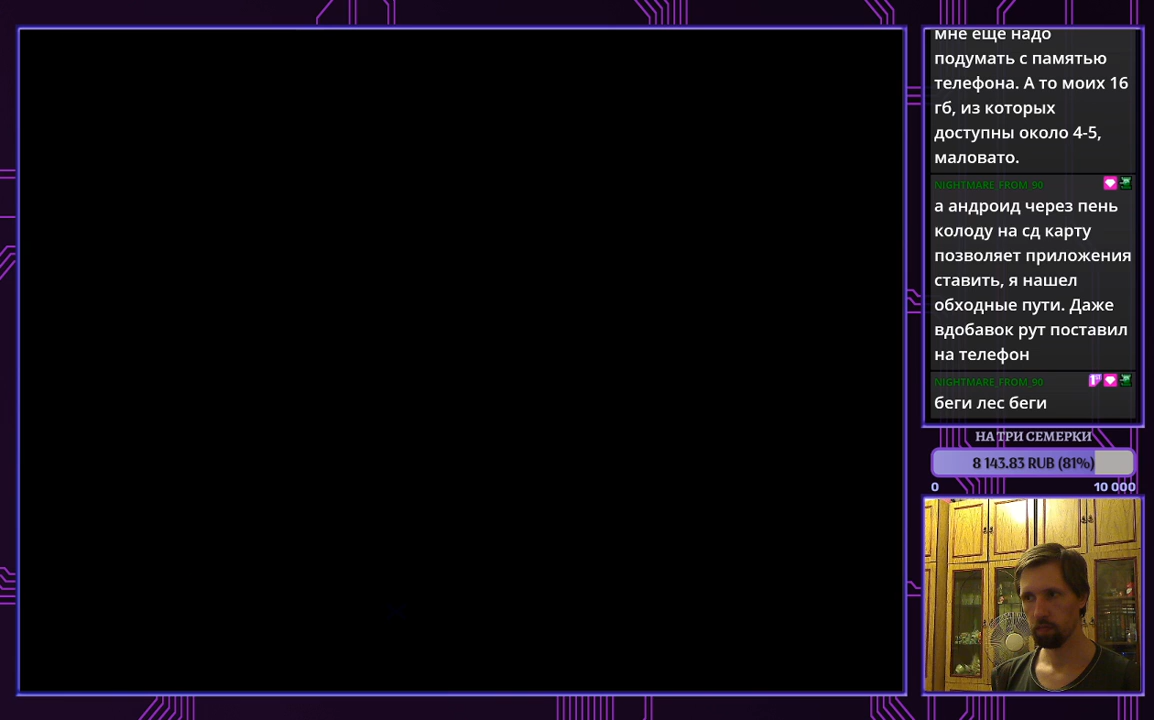 мне еще надо
подумать с памятью
телефона. А то моих 16
гб, из которых
доступны около 4-5,
маловато.
NIGHTMARE_FROM_90
а андроид через пень
колоду на сд карту
позволяет приложения
ставить, я нашел
обходные пути. Даже
вдобавок рут поставил
на телефон
NIGHTMARE_FROM_90
беги лес беги
НА ТРИ СЕМЕРКИ
8 143.83 RUB (81%)
0 10 000